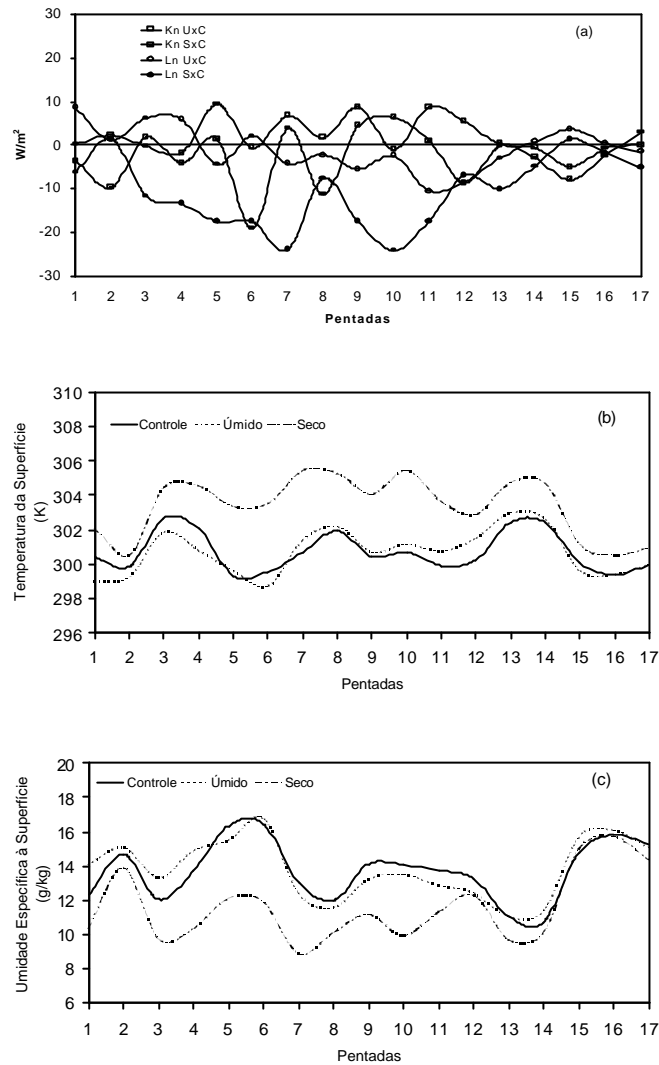 30
20
10
0
-10
-20
-30
W/m²
Kn UxC
Kn SxC
Ln UxC
Ln SxC
(a)
1 2 3 4 5 6 7 8 9 10 11 12 13 14 15 16 17
Pentadas
310
308
306
304
302
300
298
296
Temperatura da Superfície
(K)
Controle Úmido Seco
(b)
1 2 3 4 5 6 7 8 9 10 11 12 13 14 15 16 17
Pentadas
20
18
16
14
12
10
8
6
Umidade Específica à Superfície
(g/kg)
Controle Úmido Seco
(c)
1 2 3 4 5 6 7 8 9 10 11 12 13 14 15 16 17
Pentadas